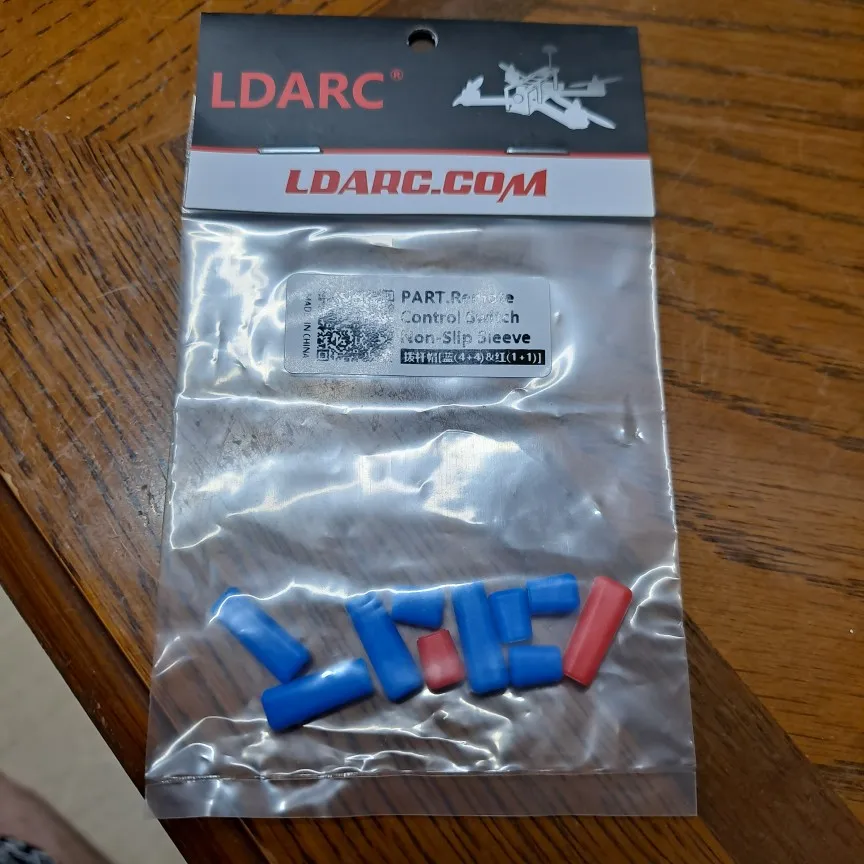 LDARC®
LDARC.COM
MADE IN CHINA
PART.Remote
Control Switch
Non-Slip Sleeve
拨杆帽[蓝(4+4)&红(1+1)]